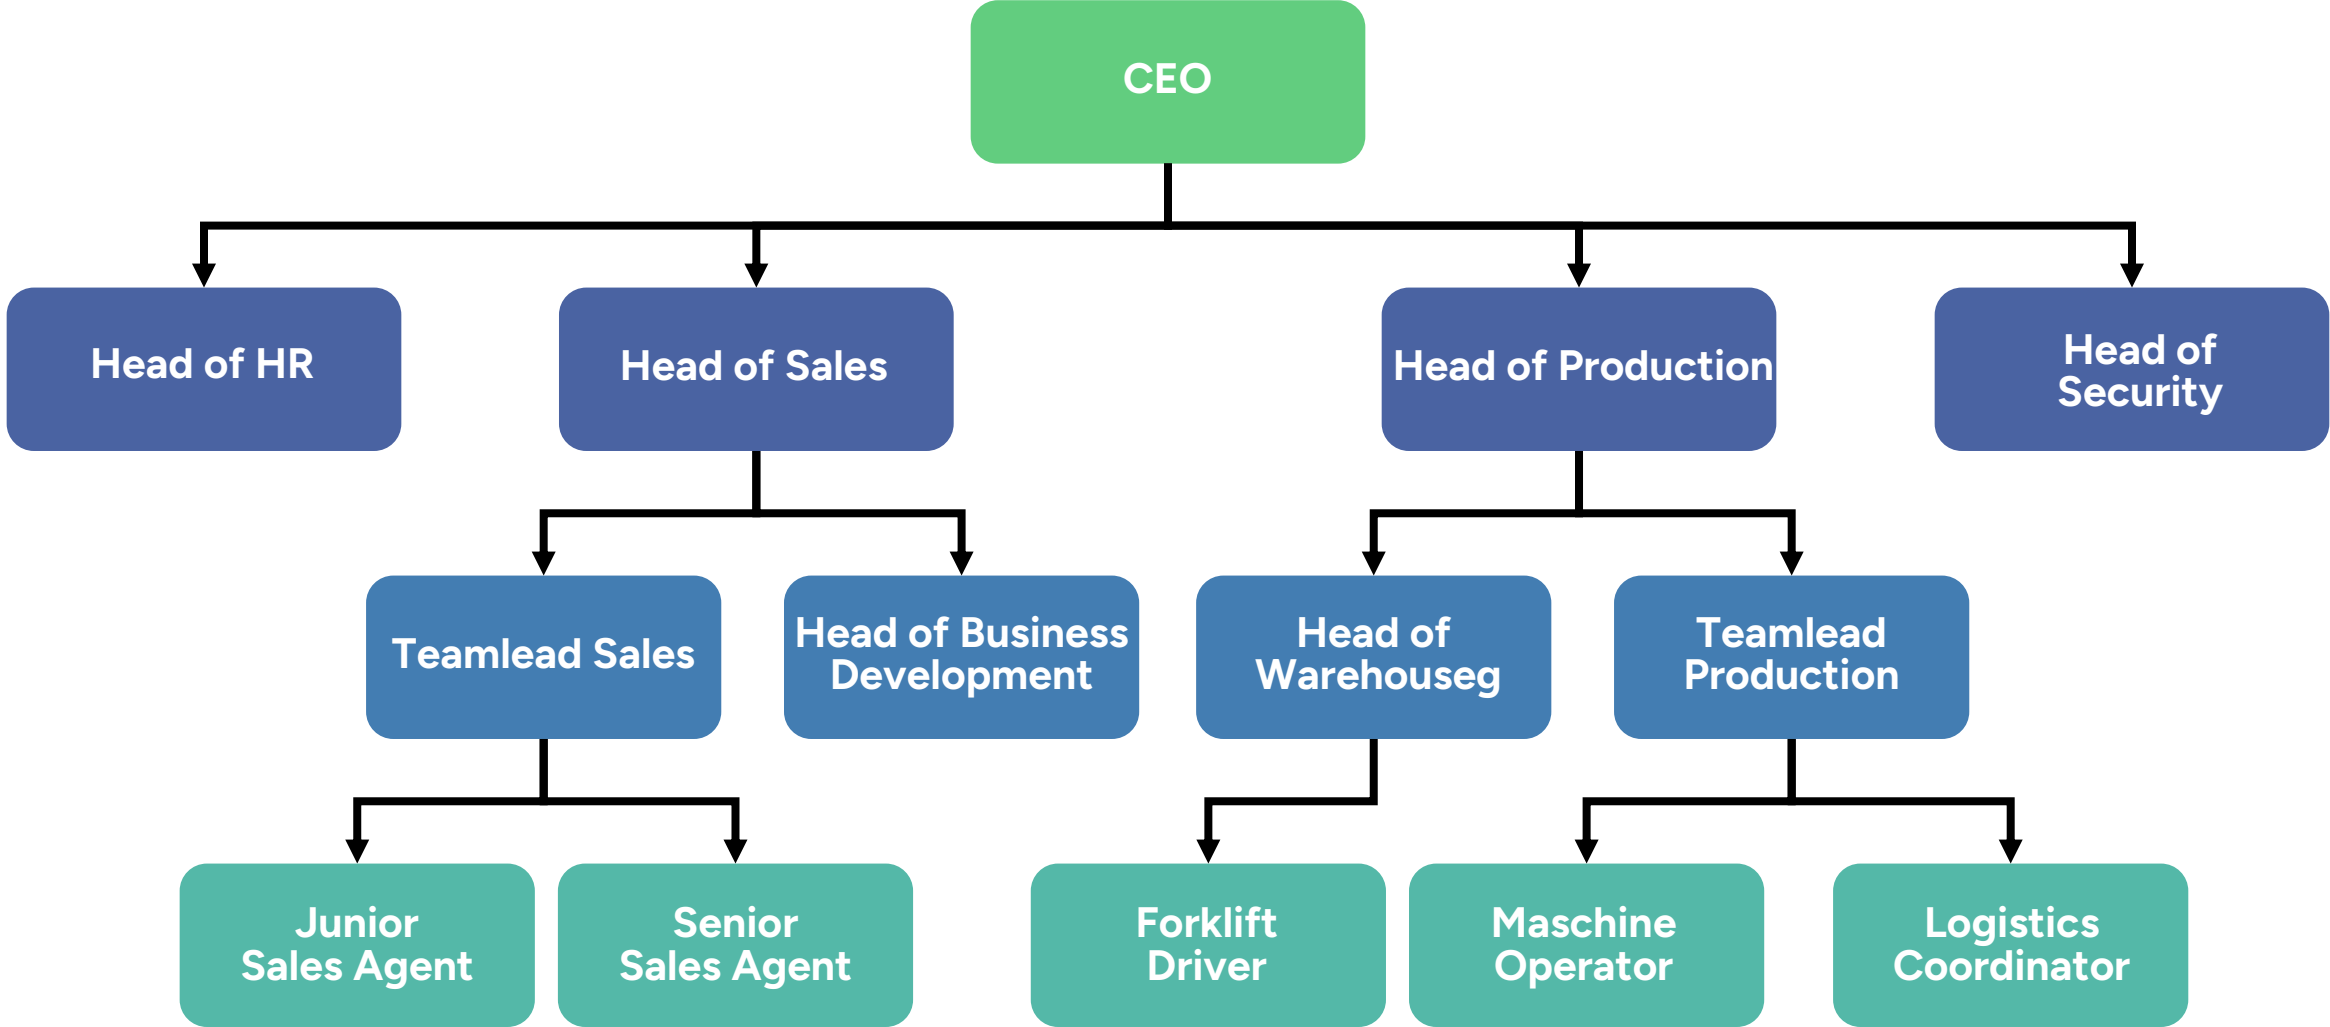 CEO
Head of HR
Head of Sales
Head of Production
Head of
Security
Teamlead Sales
Head of Business
Development
Head of
Warehouseg
Teamlead
Production
Junior
Sales Agent
Senior
Sales Agent
Forklift
Driver
Maschine
Operator
Logistics
Coordinator